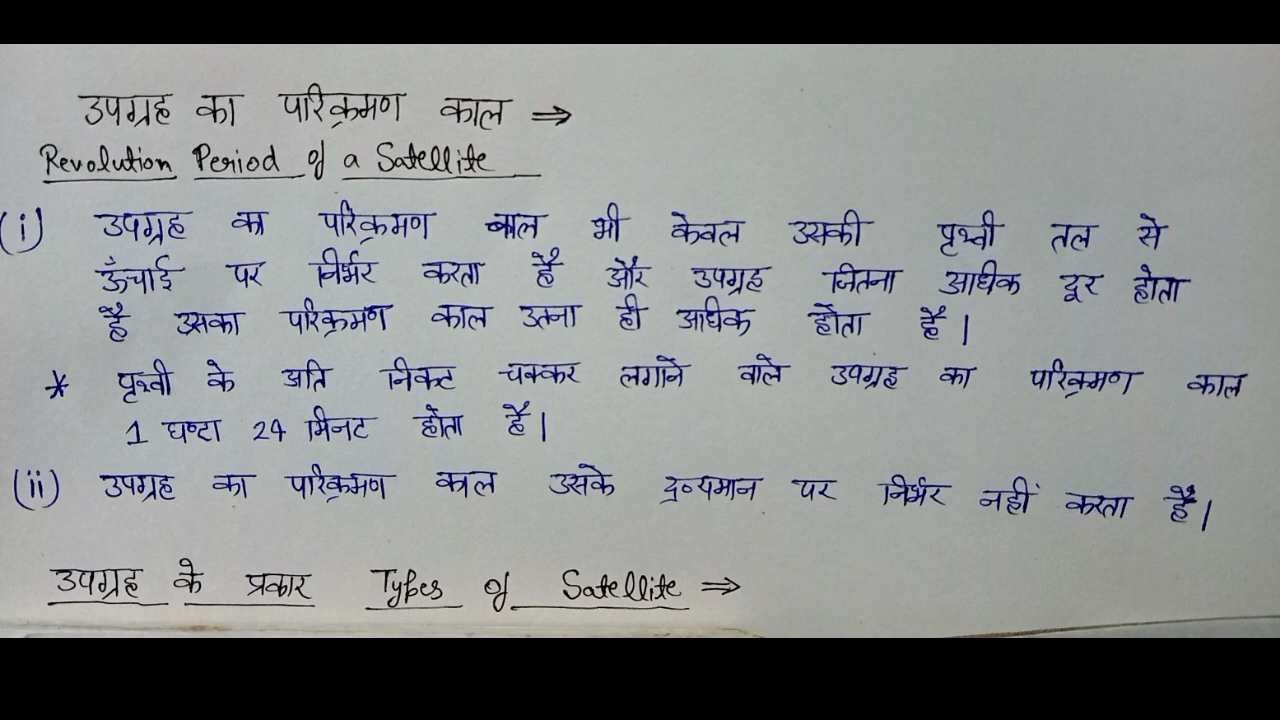 उपग्रह का परिक्रमण काल ⇒
Revolution Period of a Satellite
(i) उपग्रह का परिक्रमण काल भी केवल उसकी पृथ्वी तल से
ऊँचाई पर निर्भर करता है और उपग्रह जितना अधिक दूर होता
है उसका परिक्रमण काल उतना ही अधिक होता है।
* पृथ्वी के अति निकट चक्कर लगाने वाले उपग्रह का परिक्रमण काल
1 घण्टा 24 मिनट होता है।
(ii) उपग्रह का परिक्रमण काल उसके द्रव्यमान पर निर्भर नहीं करता है।
उपग्रह के प्रकार Types of Satellite ⇒